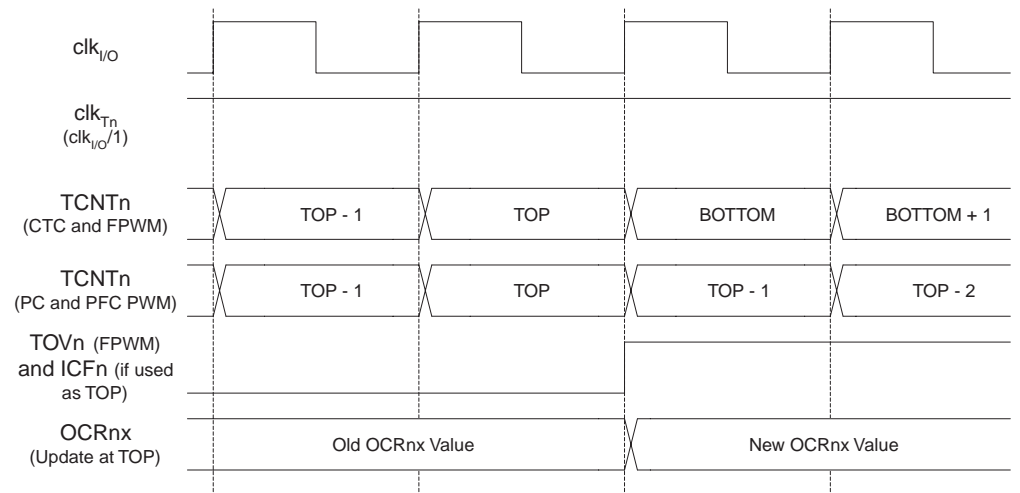 clkI/O
clkTn
(clkI/O/1)
TCNTn
(CTC and FPWM)
TOP - 1 TOP BOTTOM BOTTOM + 1
TCNTn
(PC and PFC PWM)
TOP - 1 TOP TOP - 1 TOP - 2
TOVn (FPWM)
and ICFn (if used
as TOP)
OCRnx
(Update at TOP)
Old OCRnx Value New OCRnx Value